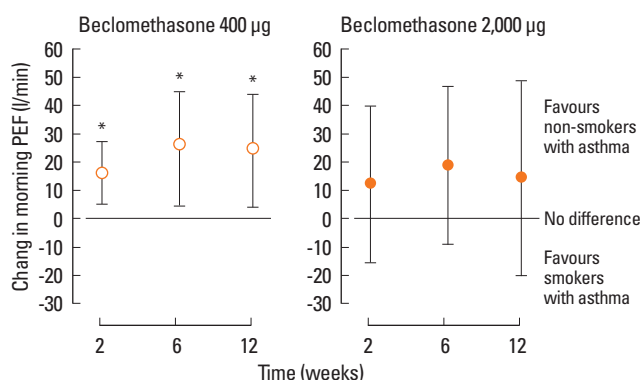 Beclomethasone 400 μg
Beclomethasone 2,000 μg
Chang in morning PEF (l/min)
60
50
40
30
20
10
0
-10
-20
-30
*
*
*
2
6
12
60
50
40
30
20
10
0
-10
-20
-30
2
6
12
Favours
non-smokers
with asthma
No difference
Favours
smokers
with asthma
Time (weeks)